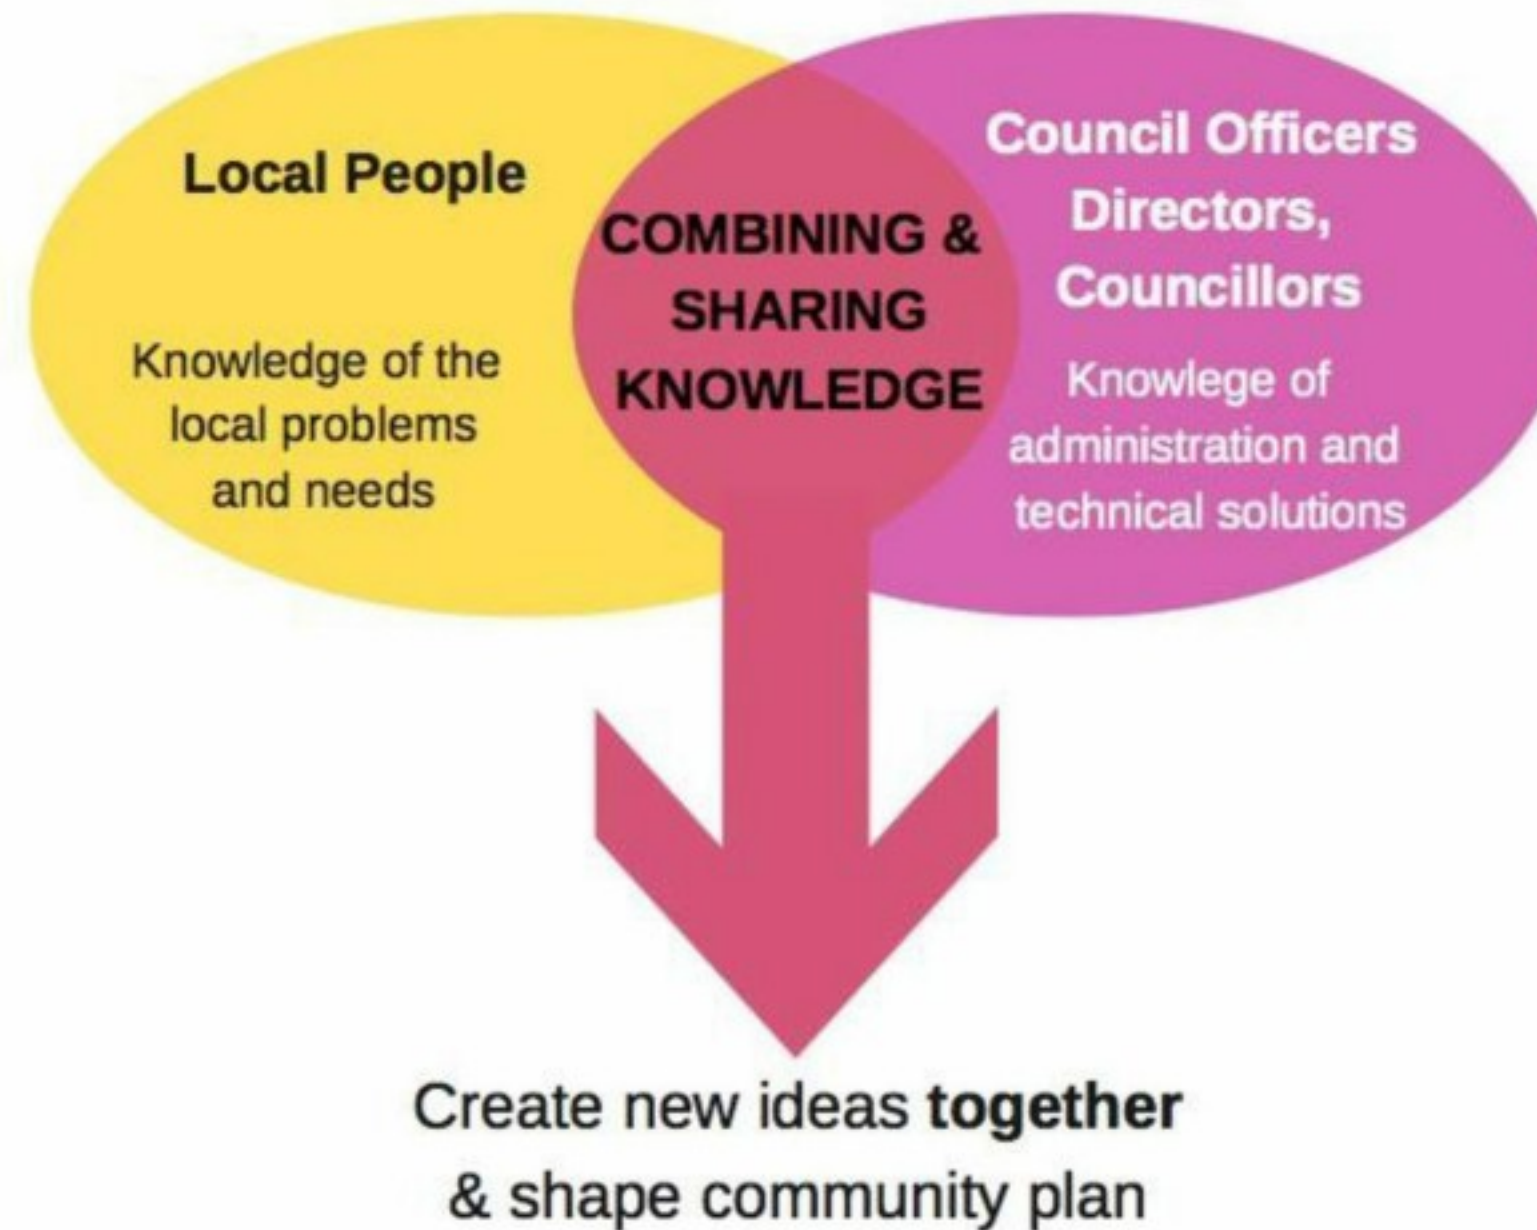 Local People
Knowledge of the
local problems
and needs
COMBINING &
SHARING
KNOWLEDGE
Council Officers
Directors,
Councillors
Knowlege of
administration and
technical solutions
Create new ideas together
& shape community plan